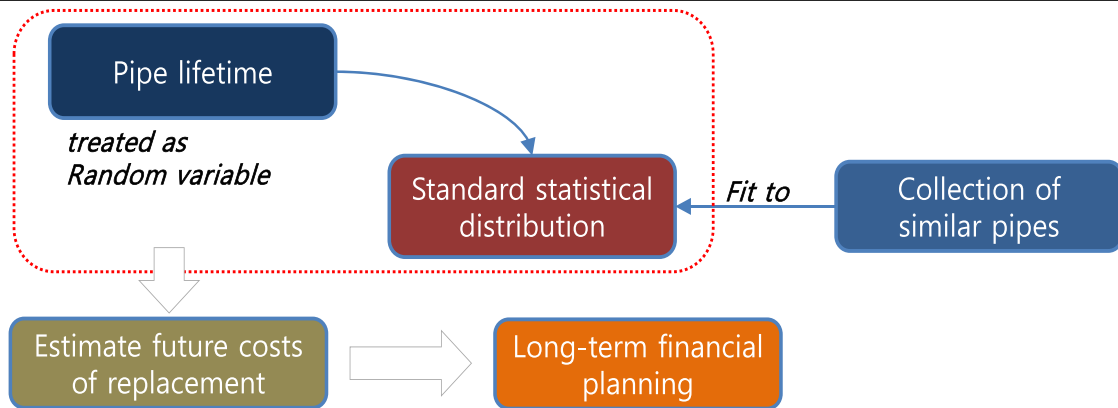 Pipe lifetime
treated as
Random variable
Standard statistical
distribution
Fit to
Collection of
similar pipes
Estimate future costs
of replacement
Long-term financial
planning